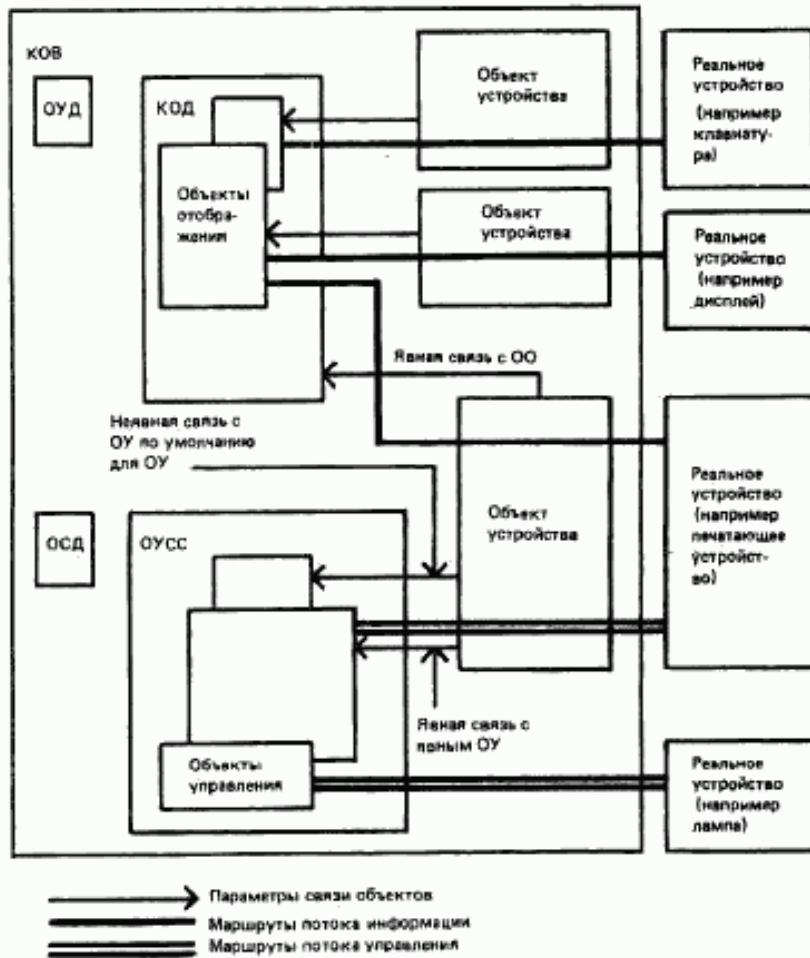 КОВ
ОУД
КОД
Объект
устройства
Реальное
устройство
(например
клавиату-
ра)
Объекты
отобра-
жения
Объект
устройства
Реальное
устройство
(например
дисплей)
Явная связь с ОО
Неявная связь с
ОУ по умолчанию
для ОУ
Объект
устройства
Реальное
устройство
(например
печатающее
устройст-
во)
ОСД
ОУСС
Явная связь с
полным ОУ
Объекты
управления
Реальное
устройство
(например
лампа)
Параметры связи объектов
Маршруты потока информации
Маршруты потока управления